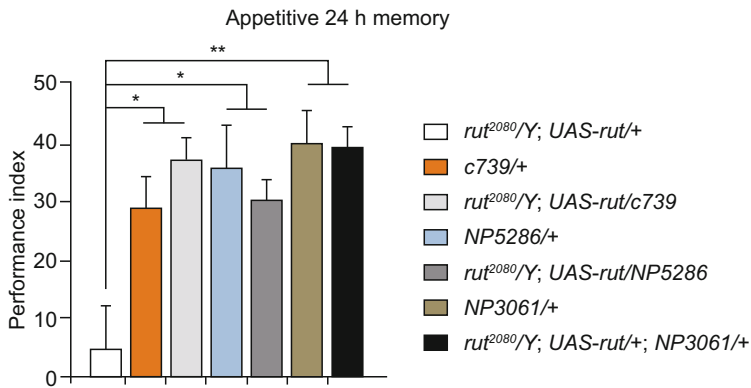 Appetitive 24 h memory
**
*
*
50
40
30
20
10
0
Performance index
rut2080/Y; UAS-rut/+
c739/+
rut2080/Y; UAS-rut/c739
NP5286/+
rut2080/Y; UAS-rut/NP5286
NP3061/+
rut2080/Y; UAS-rut/+; NP3061/+